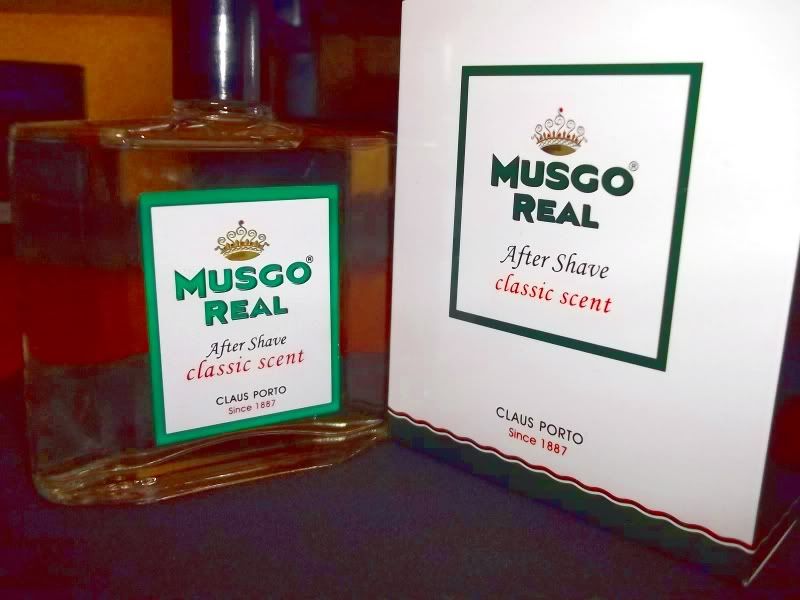 MUSGO®
REAL
After Shave
classic scent
CLAUS PORTO
Since 1887
MUSGO®
REAL
After Shave
classic scent
CLAUS PORTO
Since 1887